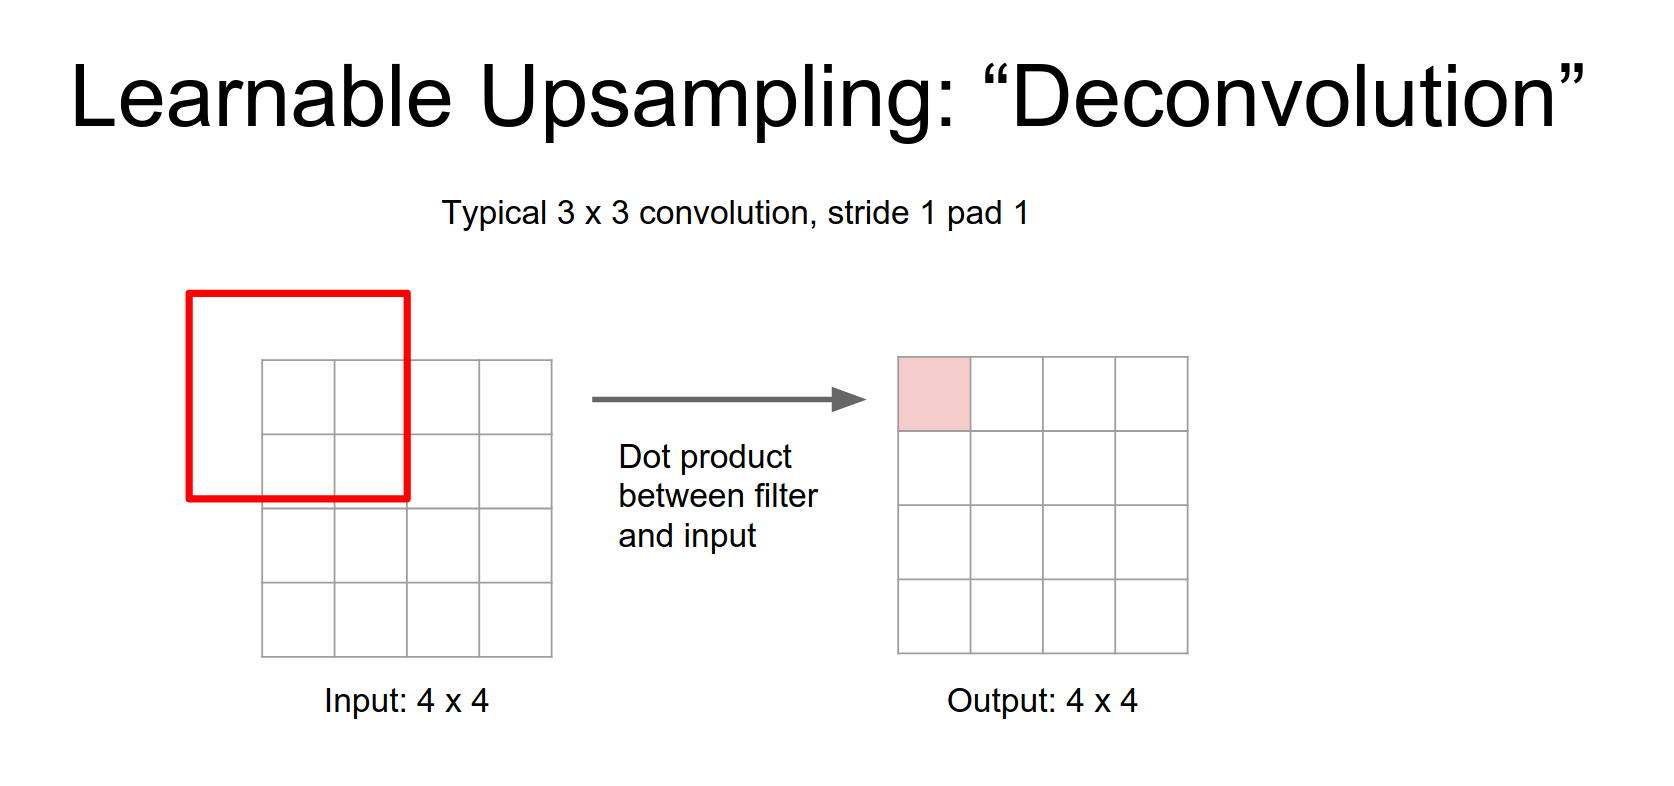 Learnable Upsampling: “Deconvolution”
Typical 3 x 3 convolution, stride 1 pad 1
Dot product
between filter
and input
Input: 4 x 4
Output: 4 x 4